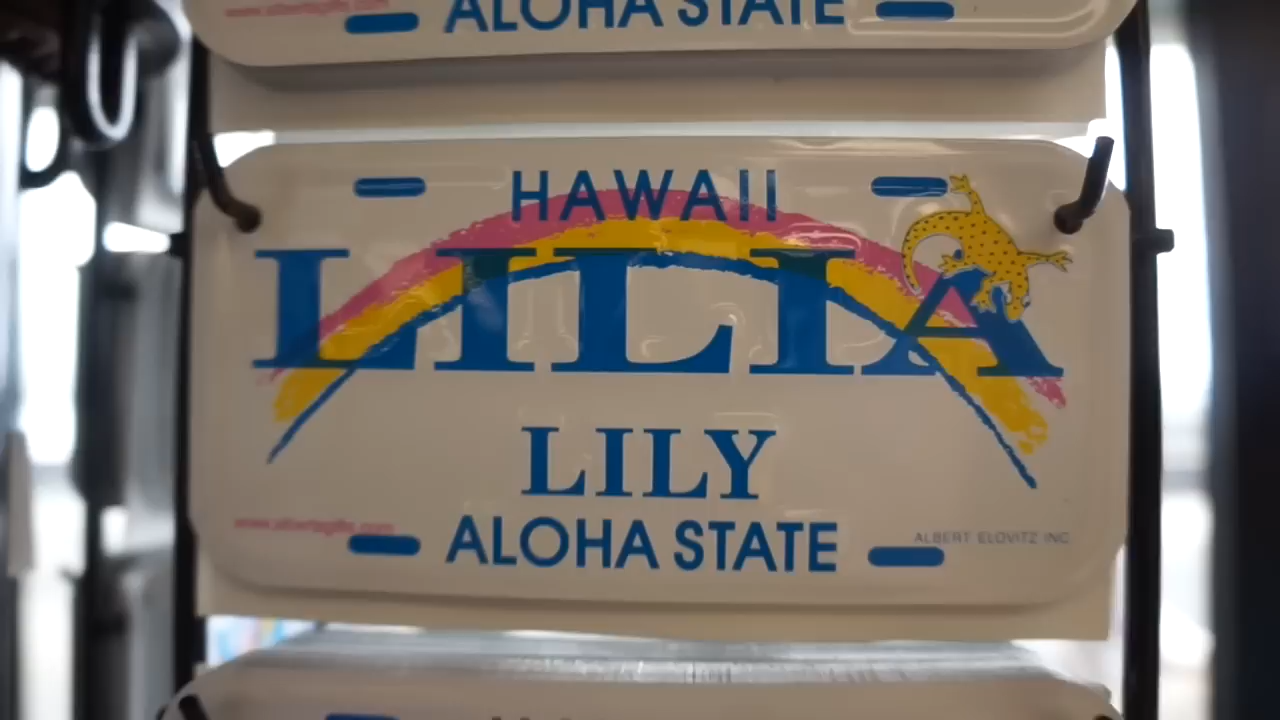 ALOHA STATE
HAWAII
LILIA
LILY
ALOHA STATE
ALBERT ELOVITZ INC